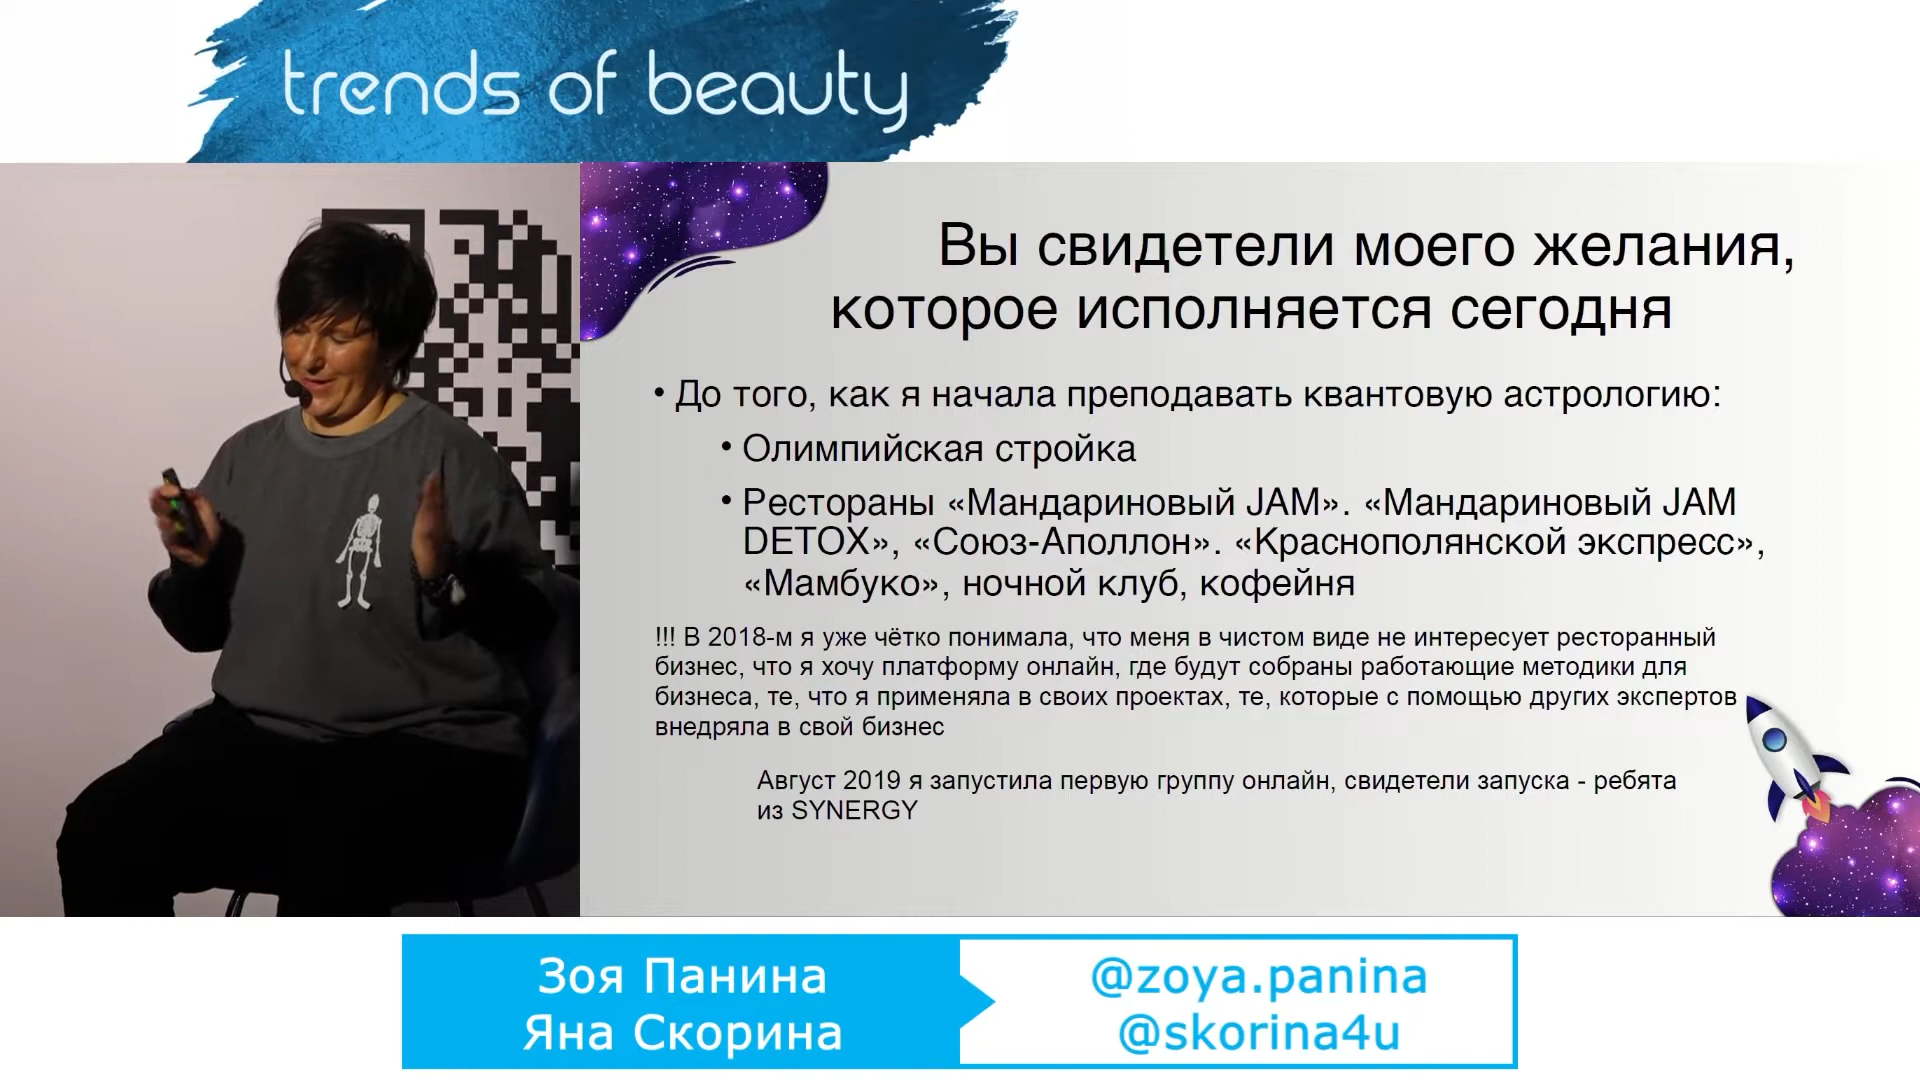 trends of beauty
Вы свидетели моего желания,
которое исполняется сегодня
• До того, как я начала преподавать квантовую астрологию:
• Олимпийская стройка
• Рестораны «Мандариновый JAM». «Мандариновый JAM
DETOX», «Союз-Аполлон». «Краснополянской экспресс»,
«Мамбуко», ночной клуб, кофейня
!!! В 2018-м я уже чётко понимала, что меня в чистом виде не интересует ресторанный
бизнес, что я хочу платформу онлайн, где будут собраны работающие методики для
бизнеса, те, что я применяла в своих проектах, те, которые с помощью других экспертов
внедряла в свой бизнес
Август 2019 я запустила первую группу онлайн, свидетели запуска - ребята
из SYNERGY
Зоя Панина
Яна Скорина
@zoya.panina
@skorina4u